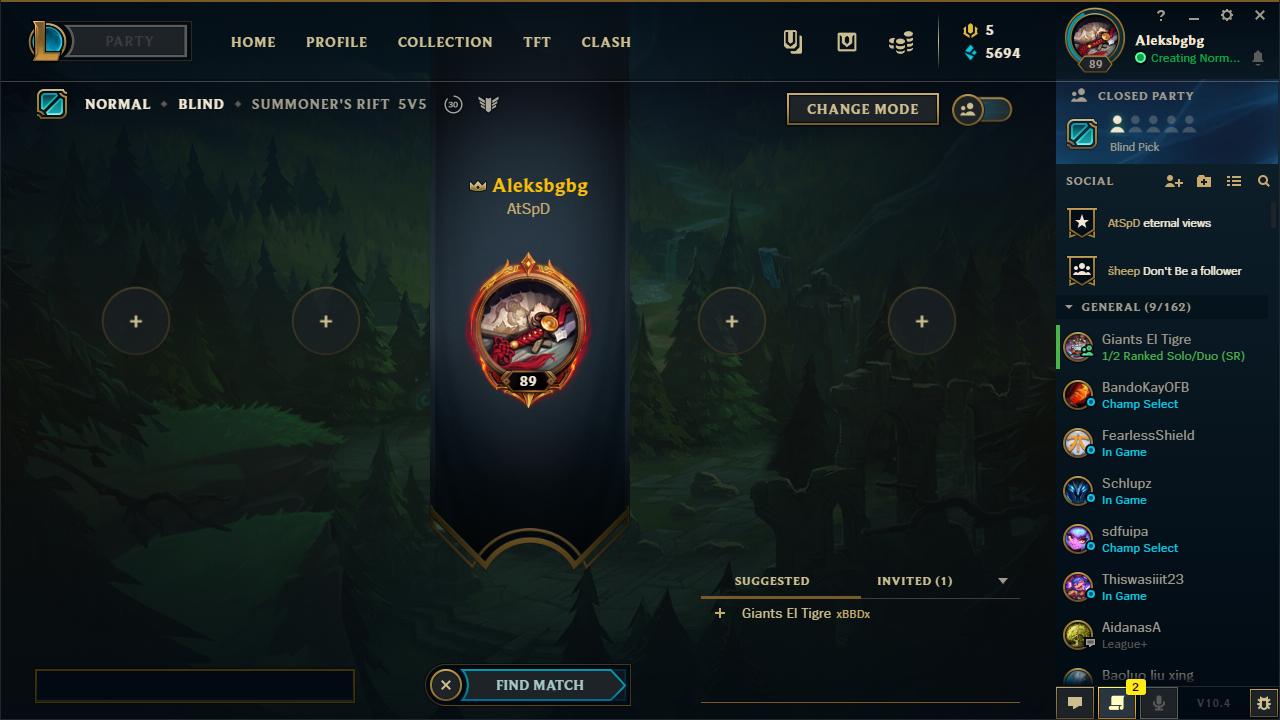 PARTY
HOME
PROFILE
COLLECTION
TFT
CLASH
5
5694
?
89
Aleksbgbg
Creating Norm...
NORMAL
BLIND
SUMMONER'S RIFT 5V5
30
CHANGE MODE
CLOSED PARTY
Blind Pick
Aleksbgbg
AtSpD
89
SOCIAL
AtSpD eternal views
šheep Don't Be a follower
GENERAL (9/162)
Giants El Tigre
1/2 Ranked Solo/Duo (SR)
BandoKayOFB
Champ Select
FearlessShield
In Game
Schlupz
In Game
sdfuipa
Champ Select
Thiswasiiit23
In Game
AidanasA
League+
Baoluo liu xing
SUGGESTED
INVITED (1)
+ Giants El Tigre xBBDx
FIND MATCH
2
V10.4